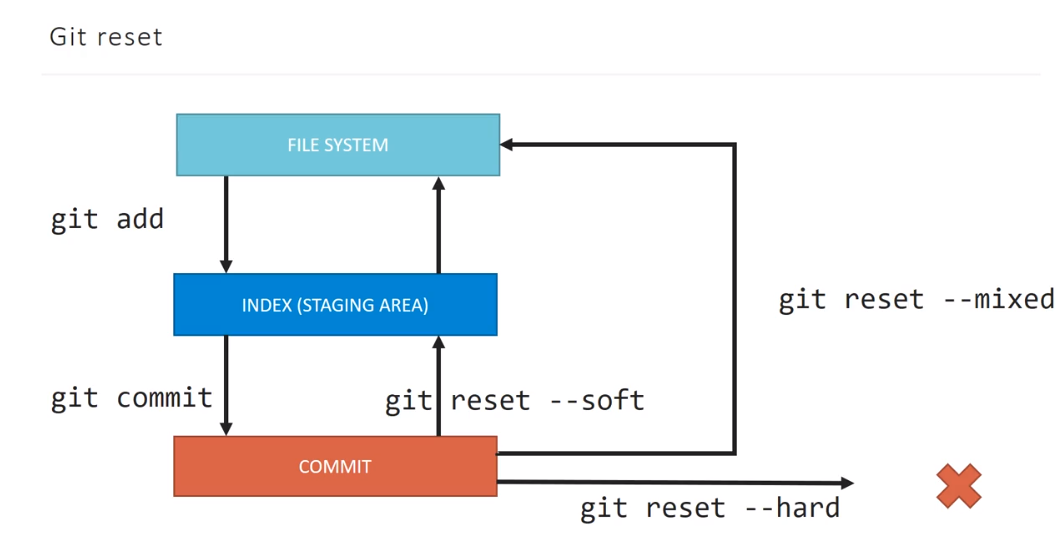 Git reset
FILE SYSTEM
git add
INDEX (STAGING AREA)
git reset --mixed
git commit
git reset --soft
COMMIT
git reset --hard